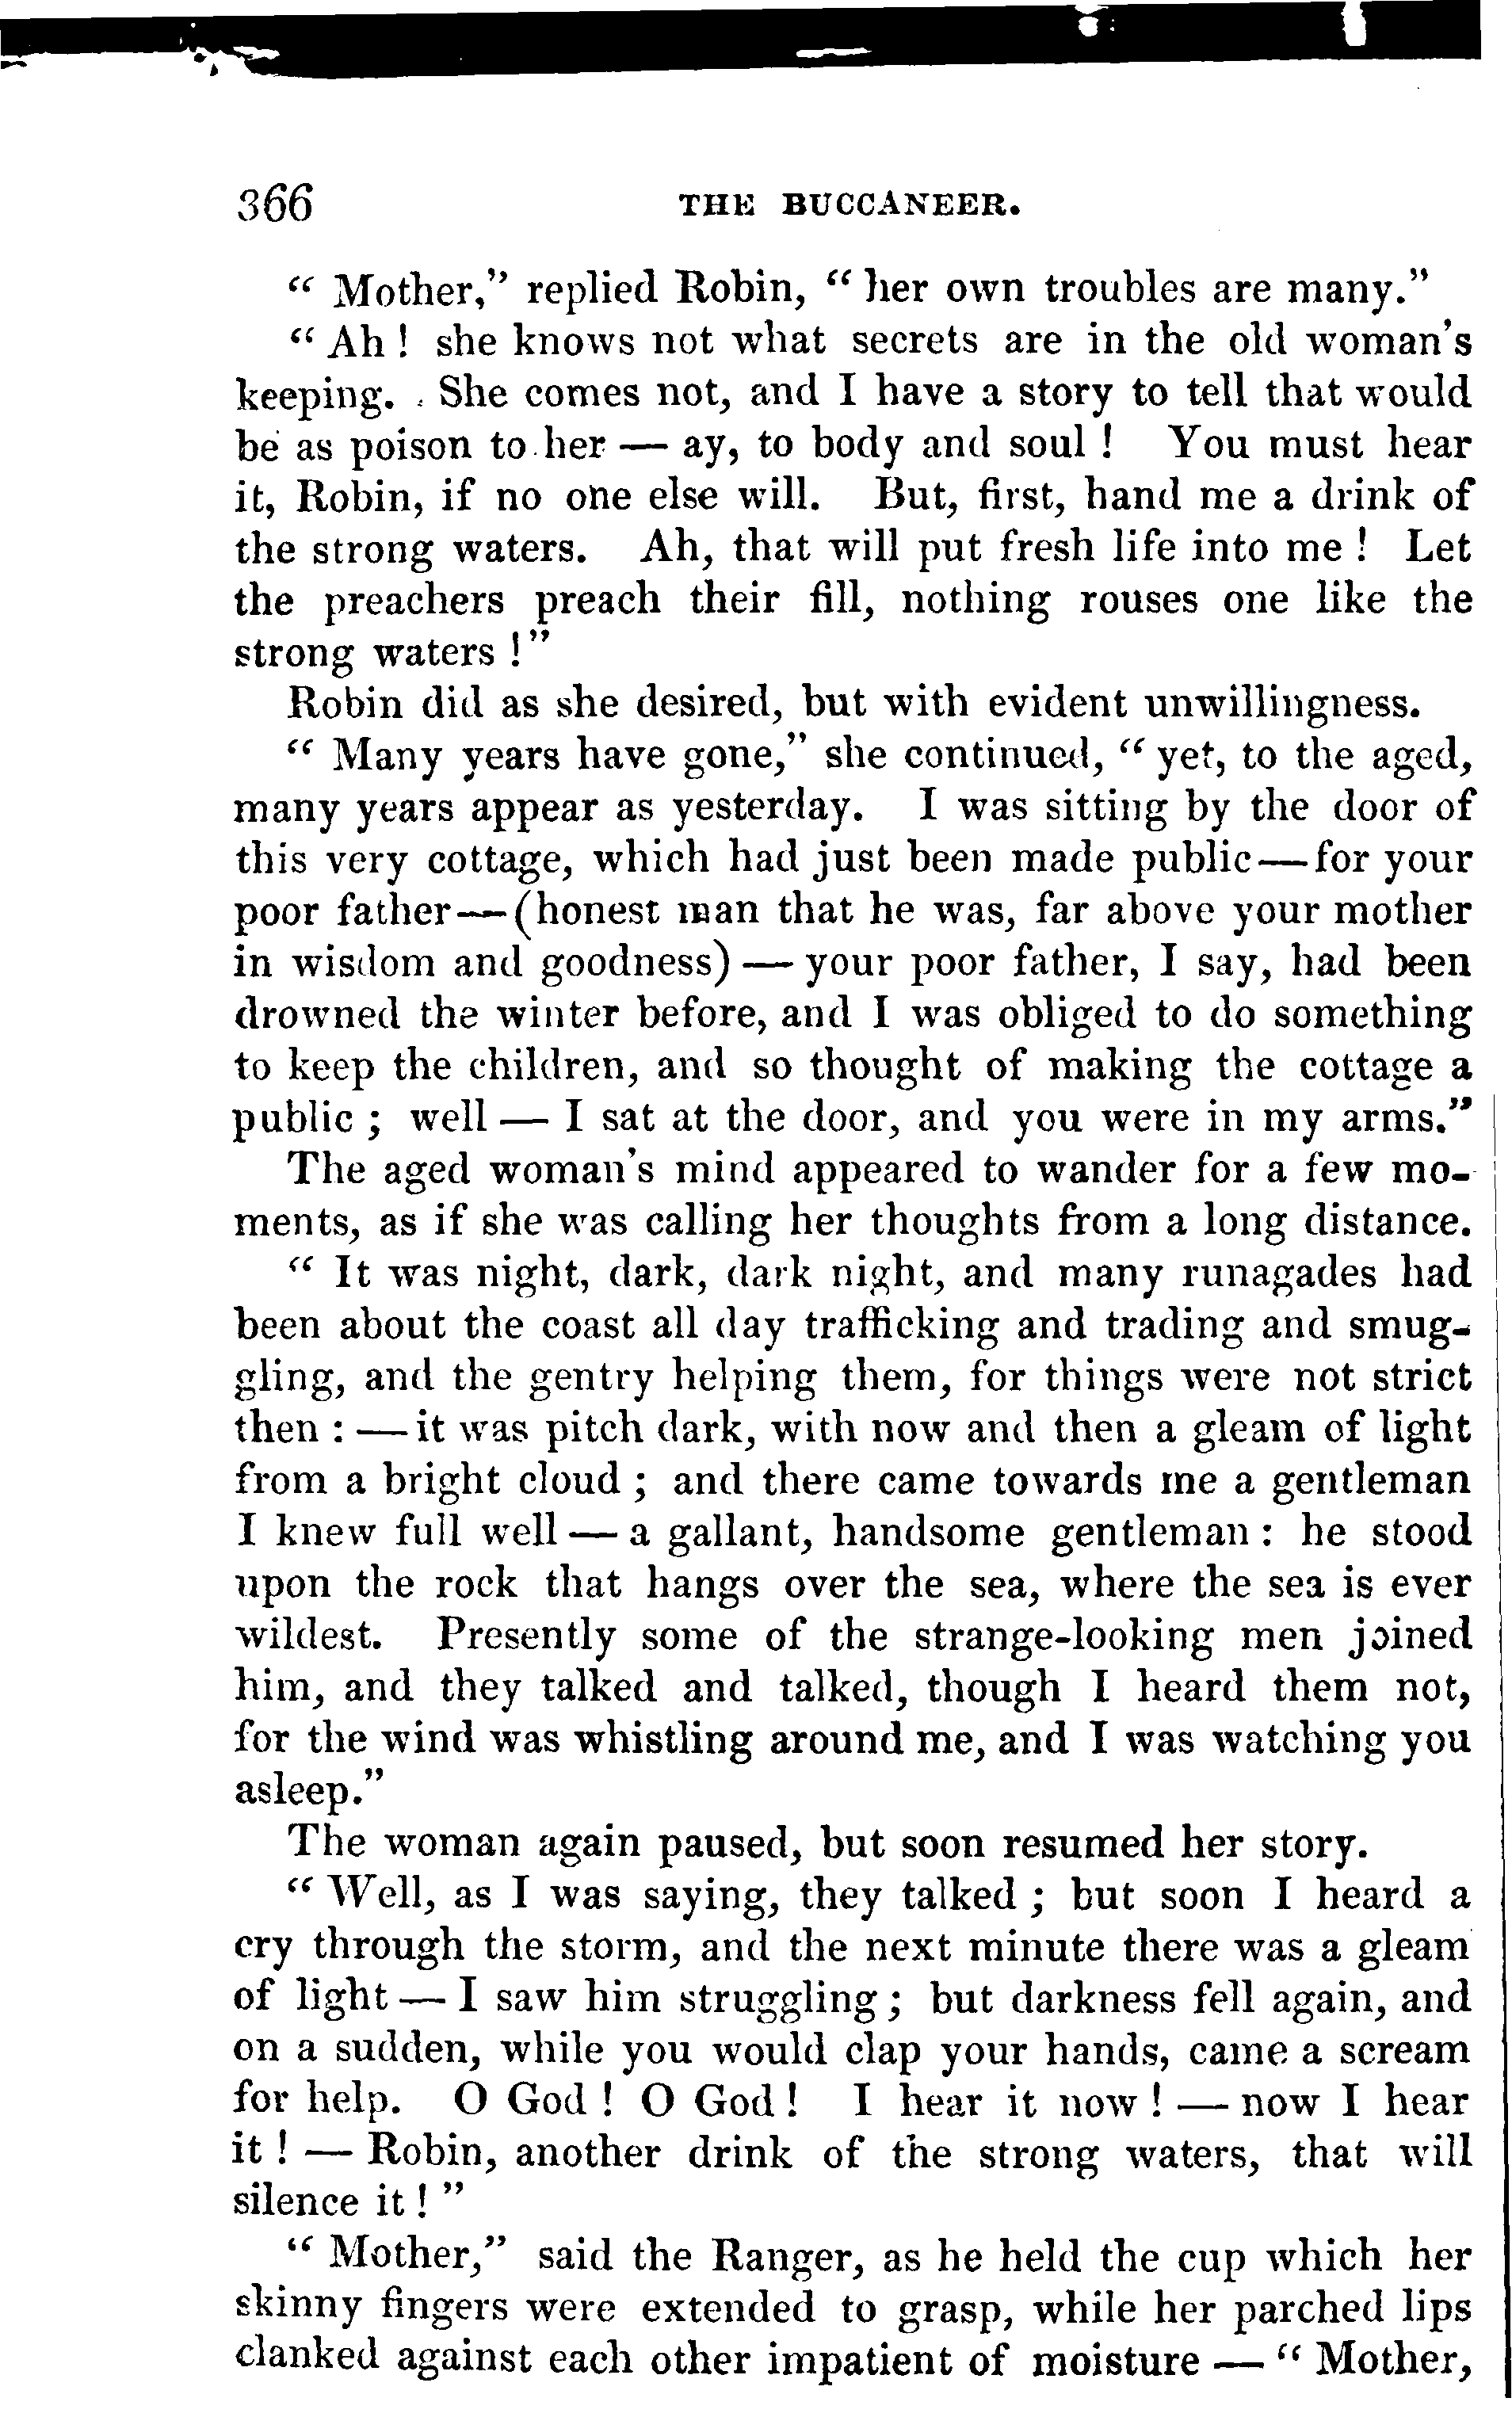 366 THE BUCCANEER.
“ Mother,” replied Robin, “ her own troubles are many.”
“ Ah ! she knows not what secrets are in the old woman's
keeping. She comes not, and I have a story to tell that would
be as poison to her — ay, to body and soul ! You must hear
it, Robin, if no one else will. But, first, hand me a drink of
the strong waters. Ah, that will put fresh life into me ! Let
the preachers preach their fill, nothing rouses one like the
strong waters !”
Robin did as she desired, but with evident unwillingness.
“ Many years have gone,” she continued, “ yet, to the aged,
many years appear as yesterday. I was sitting by the door of
this very cottage, which had just been made public—for your
poor father—(honest man that he was, far above your mother
in wisdom and goodness) — your poor father, I say, had been
drowned the winter before, and I was obliged to do something
to keep the children, and so thought of making the cottage a
public ; well — I sat at the door, and you were in my arms.”
The aged woman's mind appeared to wander for a few mo-
ments, as if she was calling her thoughts from a long distance.
“ It was night, dark, dark night, and many runagades had
been about the coast all day trafficking and trading and smug-
gling, and the gentry helping them, for things were not strict
then : — it was pitch dark, with now and then a gleam of light
from a bright cloud ; and there came towards me a gentleman
I knew full well — a gallant, handsome gentleman : he stood
upon the rock that hangs over the sea, where the sea is ever
wildest. Presently some of the strange-looking men joined
him, and they talked and talked, though I heard them not,
for the wind was whistling around me, and I was watching you
asleep.”
The woman again paused, but soon resumed her story.
“ Well, as I was saying, they talked ; but soon I heard a
cry through the storm, and the next minute there was a gleam
of light — I saw him struggling ; but darkness fell again, and
on a sudden, while you would clap your hands, came a scream
for help. O God ! O God ! I hear it now ! — now I hear
it ! — Robin, another drink of the strong waters, that will
silence it ! ”
“ Mother,” said the Ranger, as he held the cup which her
skinny fingers were extended to grasp, while her parched lips
clanked against each other impatient of moisture — “ Mother,